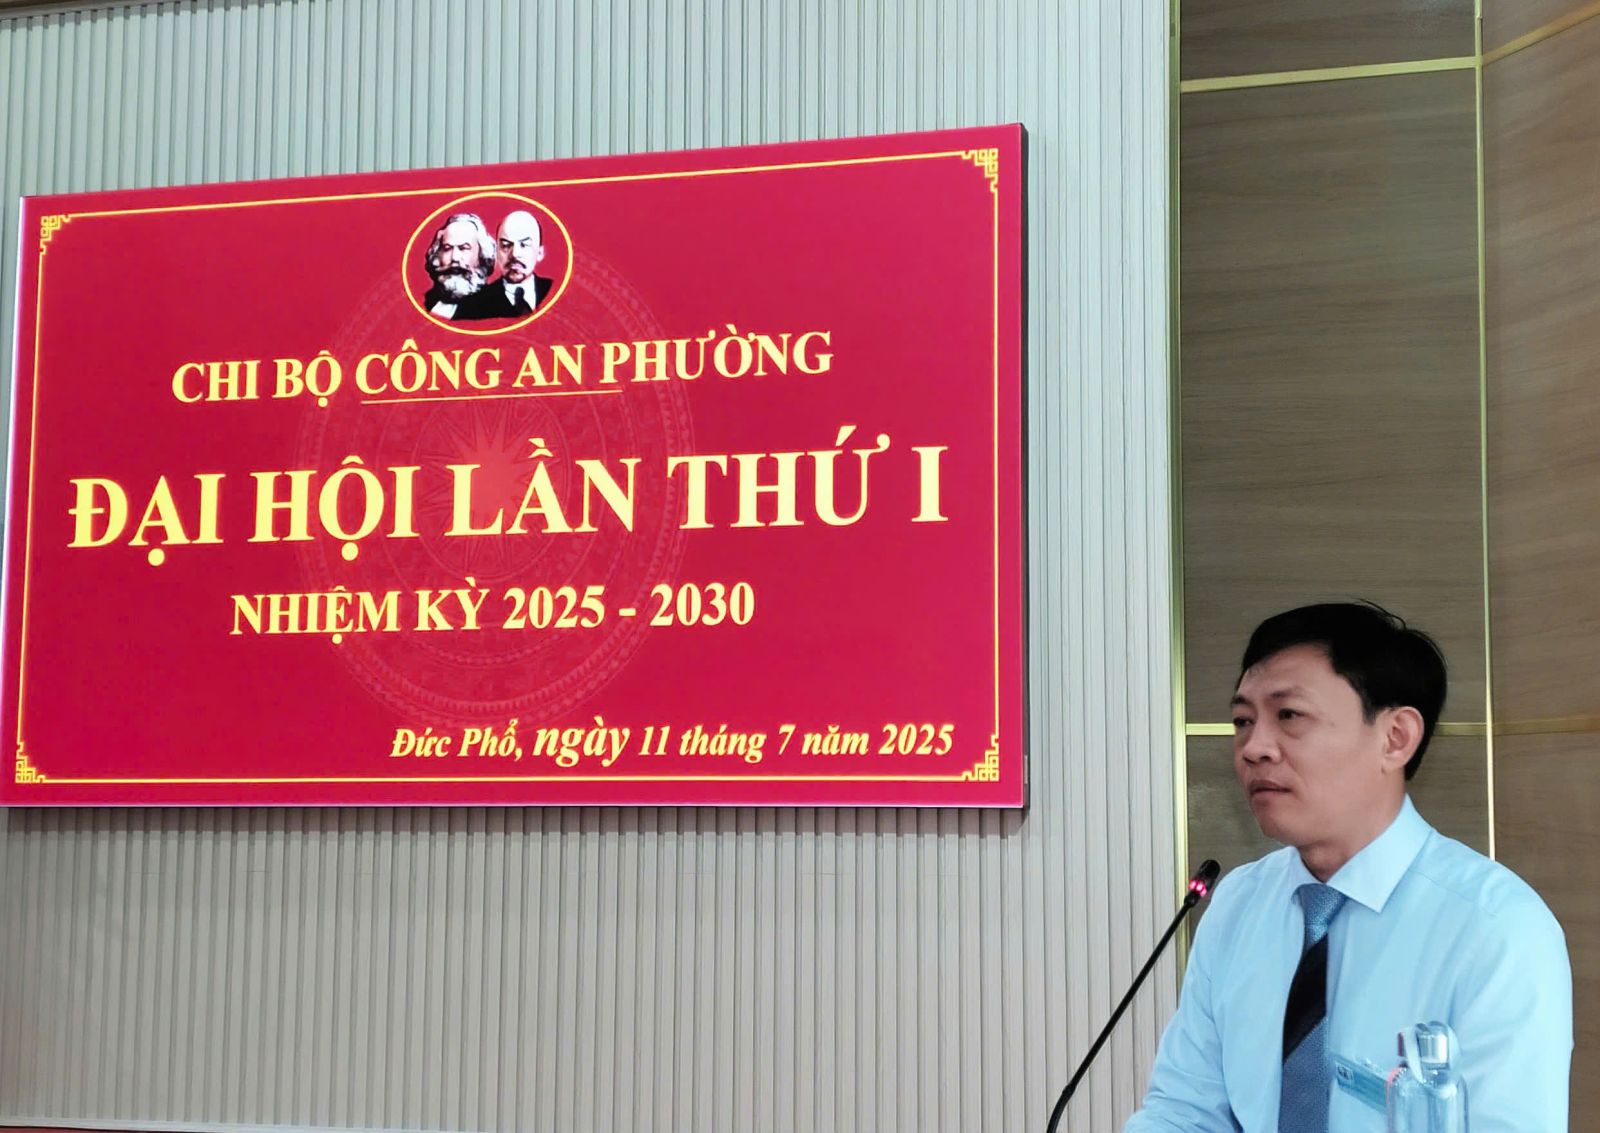 CHI BỘ CÔNG AN PHƯỜNG
ĐẠI HỘI LẦN THỨ I
NHIỆM KỲ 2025 - 2030
Đức Phổ, ngày 11 tháng 7 năm 2025